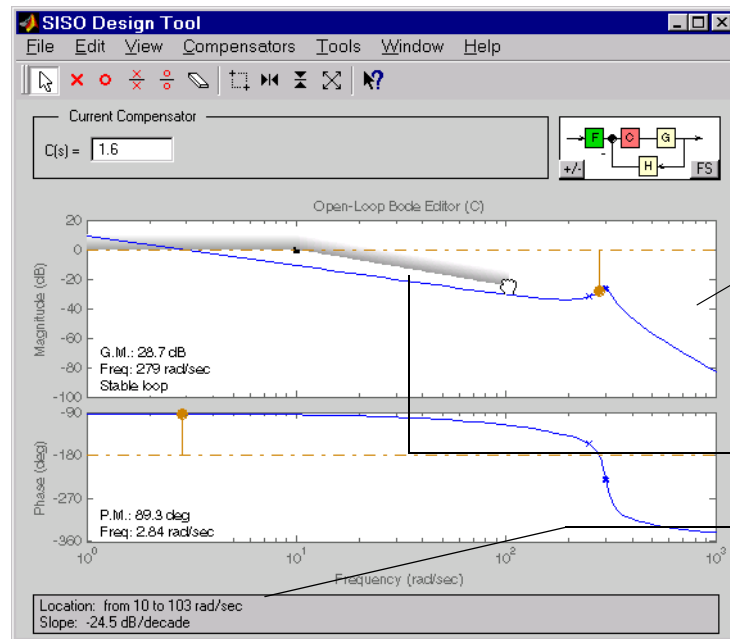 SISO Design Tool
File Edit View Compensators Tools Window Help
Current Compensator
C(s) = 1.6
F C G
H
+/- FS
Open-Loop Bode Editor (C)
20
0
-20
-40
-60
-80
-100
Magnitude (dB)
G.M.: 28.7 dB
Freq: 279 rad/sec
Stable loop
-90
-180
-270
-360
Phase (deg)
P.M.: 89.3 deg
Freq: 2.84 rad/sec
10^0 10^1 10^2 10^3
Frequency (rad/sec)
Location: from 10 to 103 rad/sec
Slope: -24.5 dB/decade